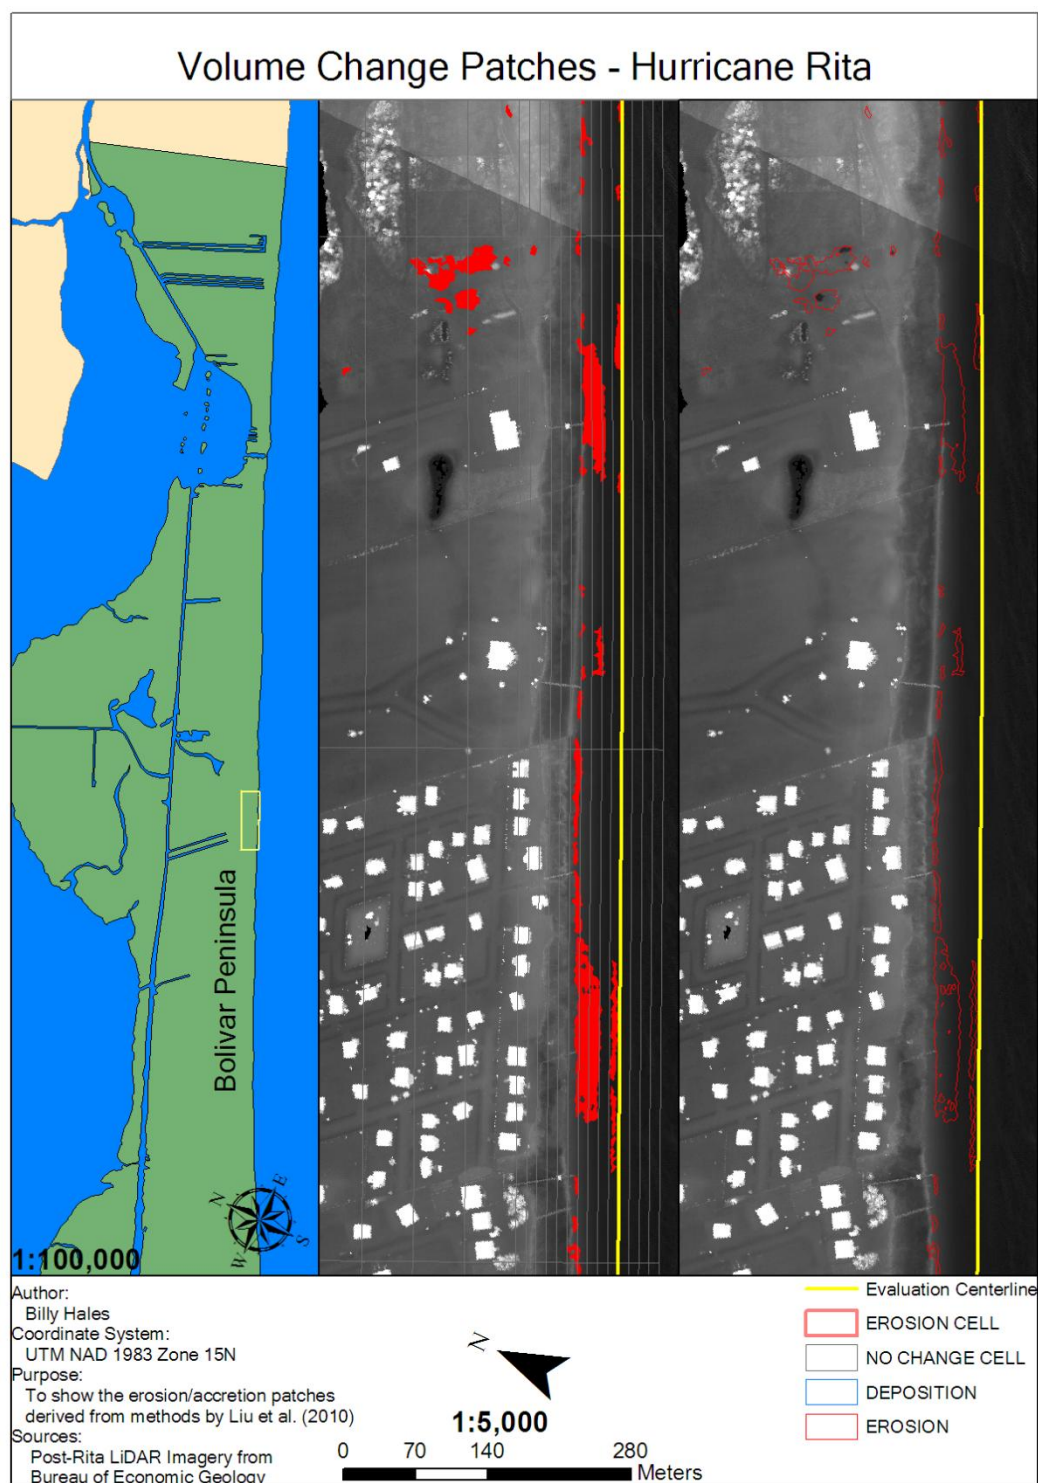 Volume Change Patches - Hurricane Rita
Bolivar Peninsula
N
E
W
S
1:100,000
Author:
Billy Hales
Coordinate System:
UTM NAD 1983 Zone 15N
Purpose:
To show the erosion/accretion patches
derived from methods by Liu et al. (2010)
Sources:
Post-Rita LiDAR Imagery from
Bureau of Economic Geology
N
1:5,000
0 70 140 280
Meters
Evaluation Centerline
EROSION CELL
NO CHANGE CELL
DEPOSITION
EROSION